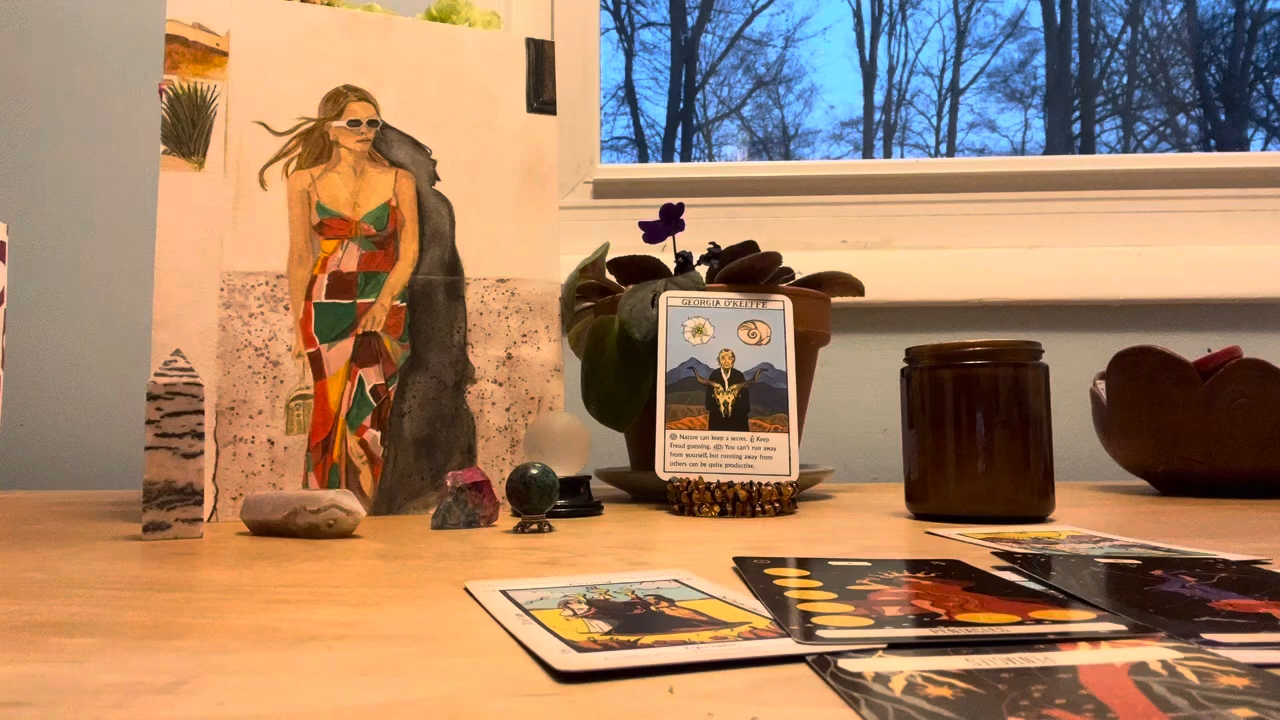 GEORGIA O'KEEFFE
Nature can keep a secret. Keep
Freud guessing. You can't run away
from yourself, but running away from
others can be quite productive.
PENTACLES